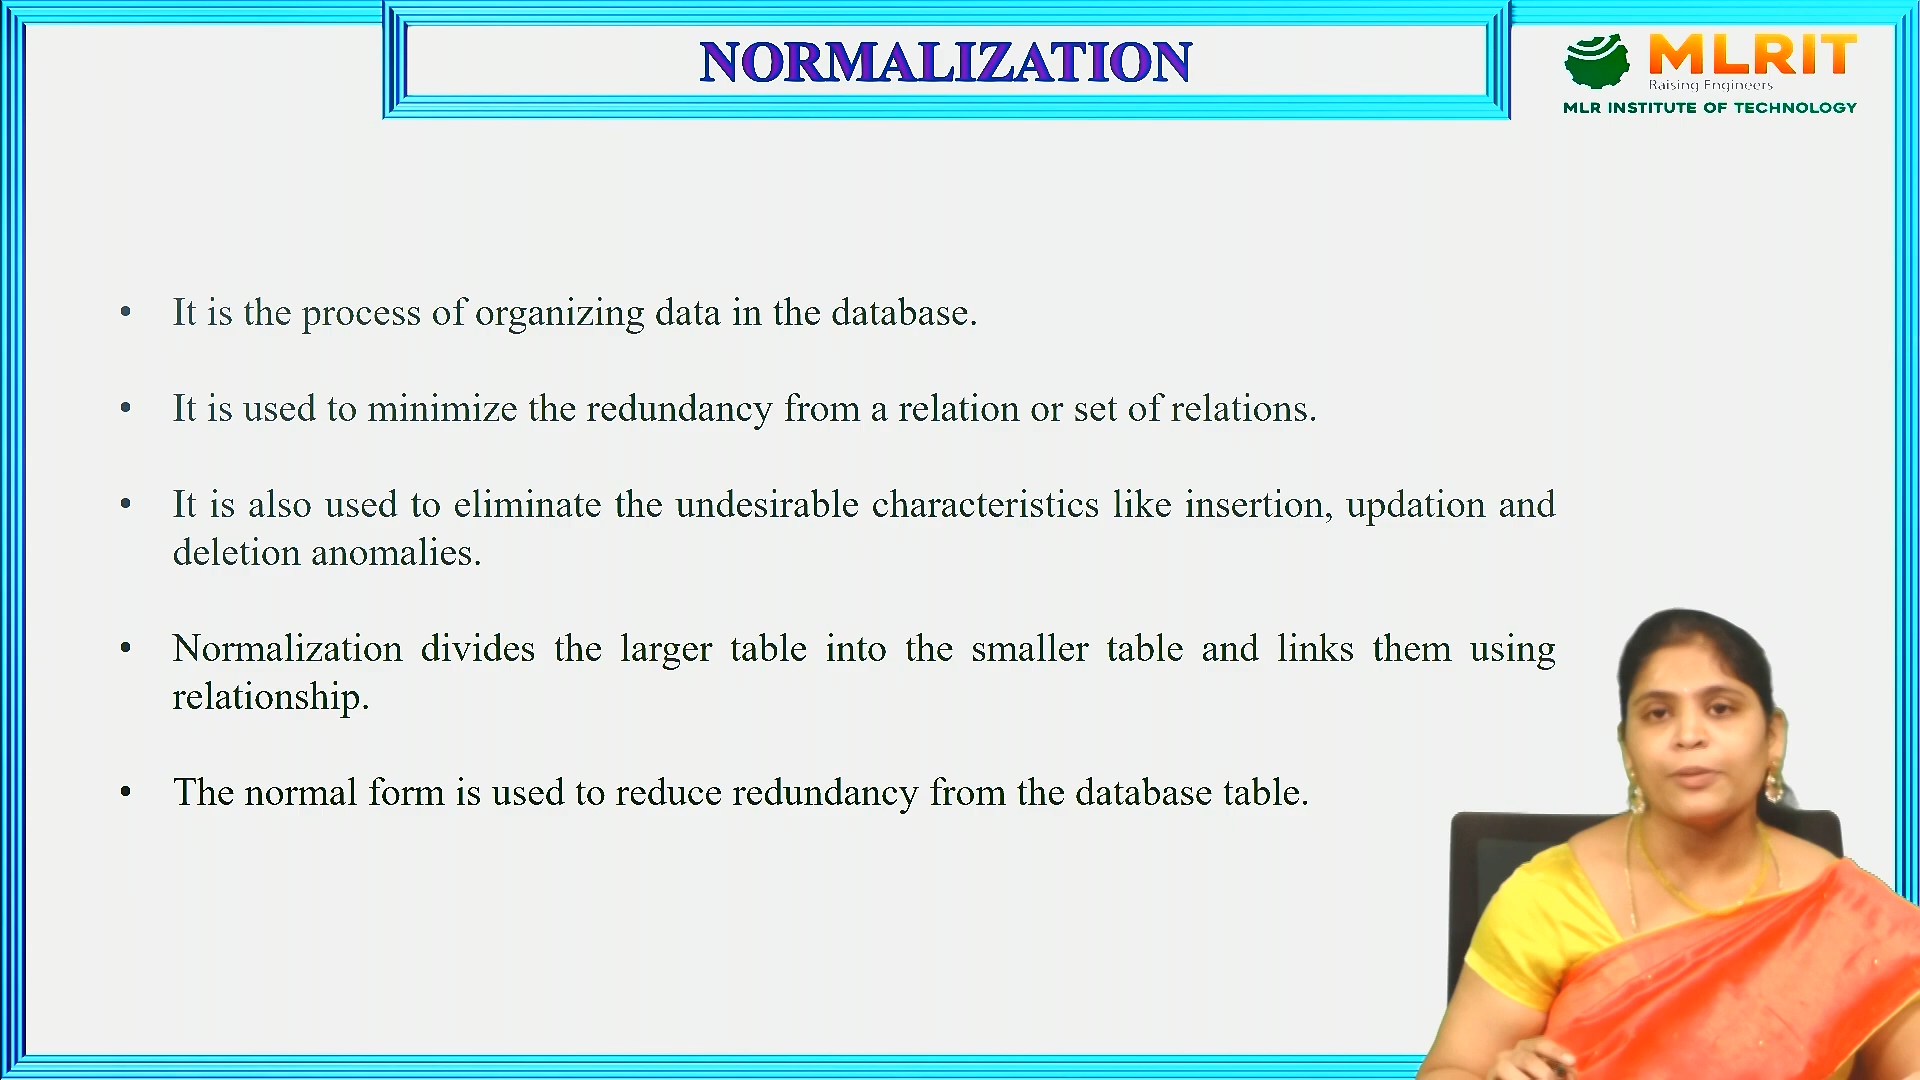 NORMALIZATION
MLRIT
Raising Engineers
MLR INSTITUTE OF TECHNOLOGY
• It is the process of organizing data in the database.
• It is used to minimize the redundancy from a relation or set of relations.
• It is also used to eliminate the undesirable characteristics like insertion, updation and
deletion anomalies.
• Normalization divides the larger table into the smaller table and links them using
relationship.
• The normal form is used to reduce redundancy from the database table.